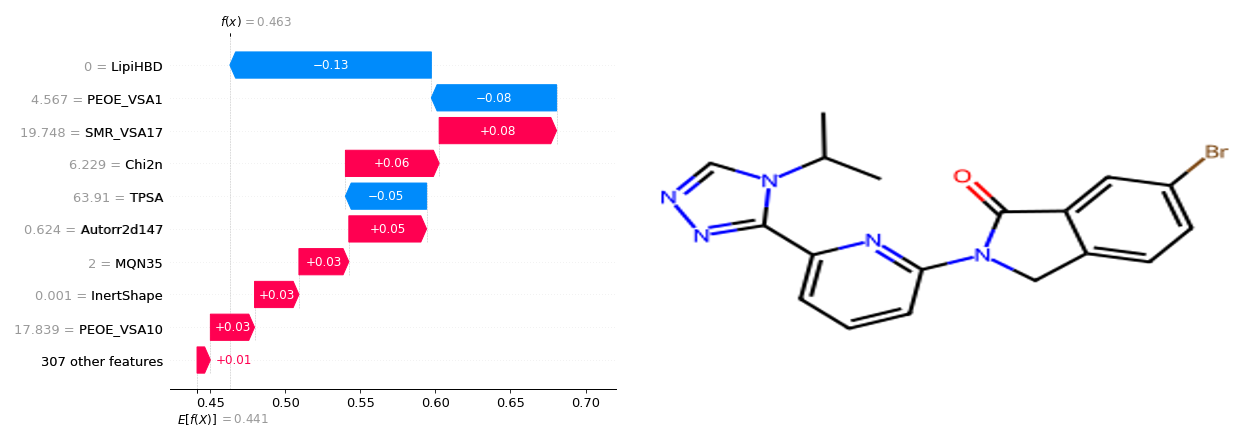 f(x) = 0.463
0 = LipiHBD
−0.13
4.567 = PEOE_VSA1
−0.08
19.748 = SMR_VSA17
+0.08
6.229 = Chi2n
+0.06
63.91 = TPSA
−0.05
0.624 = Autorr2d147
+0.05
2 = MQN35
+0.03
0.001 = InertShape
+0.03
17.839 = PEOE_VSA10
+0.03
307 other features
+0.01
0.45 0.50 0.55 0.60 0.65 0.70
E[f(X)] = 0.441
Br
O
N
N
N
N
N